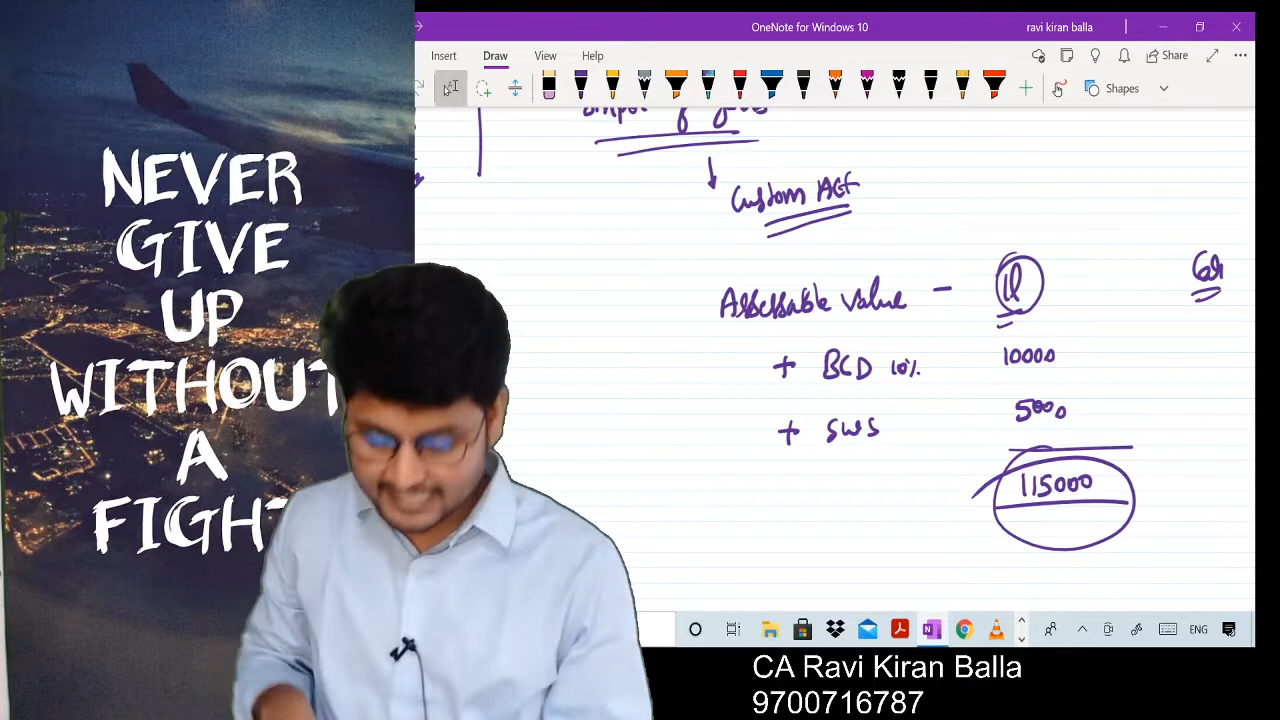 NEVER
GIVE
UP
WITHOUT
A
FIGHT
OneNote for Windows 10
ravi kiran balla
Insert Draw View Help
Share
Shapes
Custom Act
Assessable Value - 1l
+ BCD 10% 10000
+ SWS 5000
115000
ENG
CA Ravi Kiran Balla
9700716787